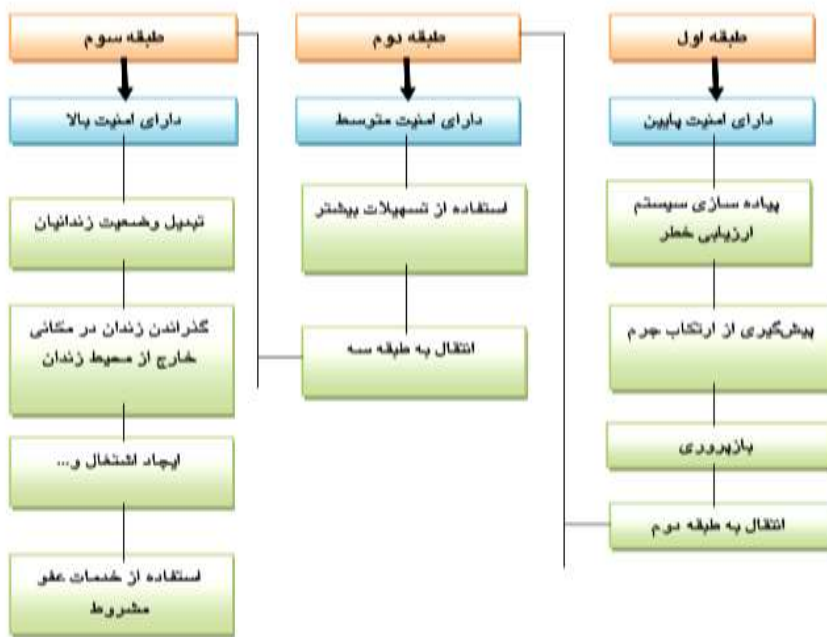 طبقه اول
دارای امنیت پایین
پیاده سازی سیستم
ارزیابی خطر
پیش‌گیری از ارتکاب جرم
بازپروری
انتقال به طبقه دوم
طبقه دوم
دارای امنیت متوسط
استفاده از تسهیلات بیشتر
انتقال به طبقه سه
طبقه سوم
دارای امنیت بالا
تبدیل وضعیت زندانیان
گذراندن زندان در مکانی
خارج از محیط زندان
ایجاد اشتغال و...
استفاده از خدمات عفو
مشروط